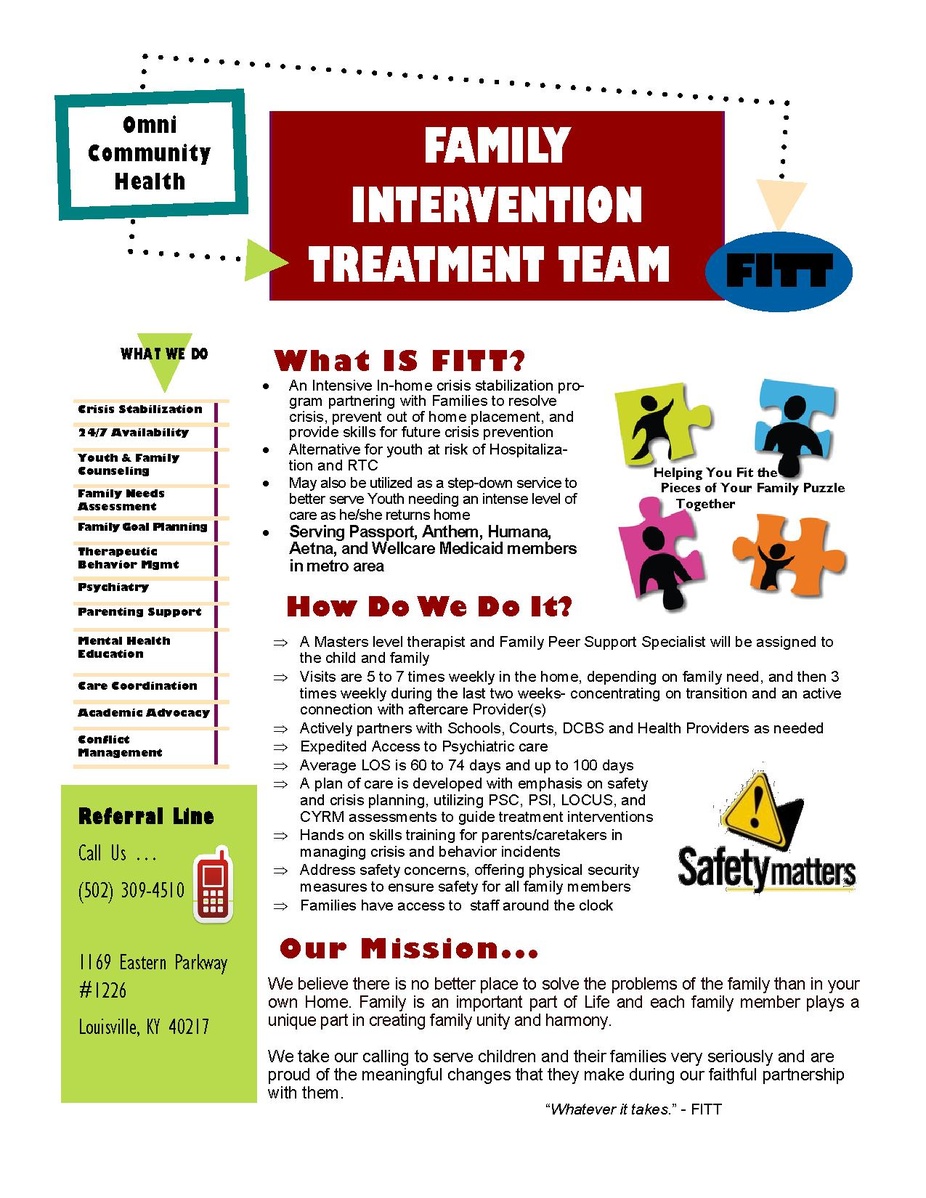 Omni
Community
Health
FAMILY
INTERVENTION
TREATMENT TEAM
FITT
WHAT WE DO
Crisis Stabilization
24/7 Availability
Youth & Family
Counseling
Family Needs
Assessment
Family Goal Planning
Therapeutic
Behavior Mgmt
Psychiatry
Parenting Support
Mental Health
Education
Care Coordination
Academic Advocacy
Conflict
Management
Referral Line
Call Us …
(502) 309-4510
1169 Eastern Parkway
#1226
Louisville, KY 40217
What IS FITT?
• An Intensive In-home crisis stabilization pro-
gram partnering with Families to resolve
crisis, prevent out of home placement, and
provide skills for future crisis prevention
• Alternative for youth at risk of Hospitaliza-
tion and RTC
• May also be utilized as a step-down service to
better serve Youth needing an intense level of
care as he/she returns home
• Serving Passport, Anthem, Humana,
Aetna, and Wellcare Medicaid members
in metro area
Helping You Fit the
Pieces of Your Family Puzzle
Together
How Do We Do It?
⇒ A Masters level therapist and Family Peer Support Specialist will be assigned to
the child and family
⇒ Visits are 5 to 7 times weekly in the home, depending on family need, and then 3
times weekly during the last two weeks- concentrating on transition and an active
connection with aftercare Provider(s)
⇒ Actively partners with Schools, Courts, DCBS and Health Providers as needed
⇒ Expedited Access to Psychiatric care
⇒ Average LOS is 60 to 74 days and up to 100 days
⇒ A plan of care is developed with emphasis on safety
and crisis planning, utilizing PSC, PSI, LOCUS, and
CYRM assessments to guide treatment interventions
⇒ Hands on skills training for parents/caretakers in
managing crisis and behavior incidents
⇒ Address safety concerns, offering physical security
measures to ensure safety for all family members
⇒ Families have access to staff around the clock
!
Safety matters
Our Mission...
We believe there is no better place to solve the problems of the family than in your
own Home. Family is an important part of Life and each family member plays a
unique part in creating family unity and harmony.
We take our calling to serve children and their families very seriously and are
proud of the meaningful changes that they make during our faithful partnership
with them.
“Whatever it takes.” - FITT